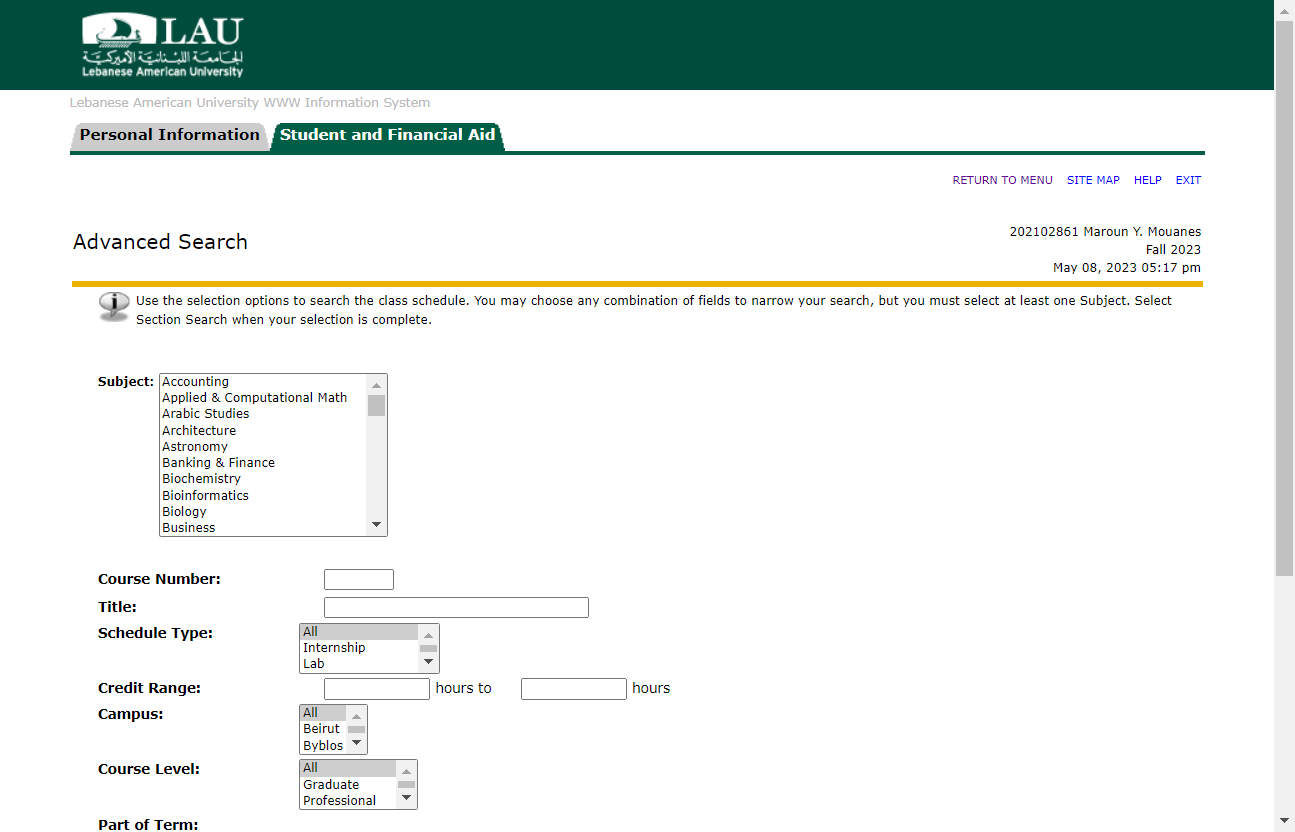 LAU
الجامعة اللبنانية الأميركية
Lebanese American University
Lebanese American University WWW Information System
Personal Information Student and Financial Aid
RETURN TO MENU SITE MAP HELP EXIT
Advanced Search
202102861 Maroun Y. Mouanes
Fall 2023
May 08, 2023 05:17 pm
Use the selection options to search the class schedule. You may choose any combination of fields to narrow your search, but you must select at least one Subject. Select
Section Search when your selection is complete.
Subject: Accounting
Applied & Computational Math
Arabic Studies
Architecture
Astronomy
Banking & Finance
Biochemistry
Bioinformatics
Biology
Business
Course Number:
Title:
Schedule Type: All
Internship
Lab
Credit Range: hours to hours
Campus: All
Beirut
Byblos
Course Level: All
Graduate
Professional
Part of Term: